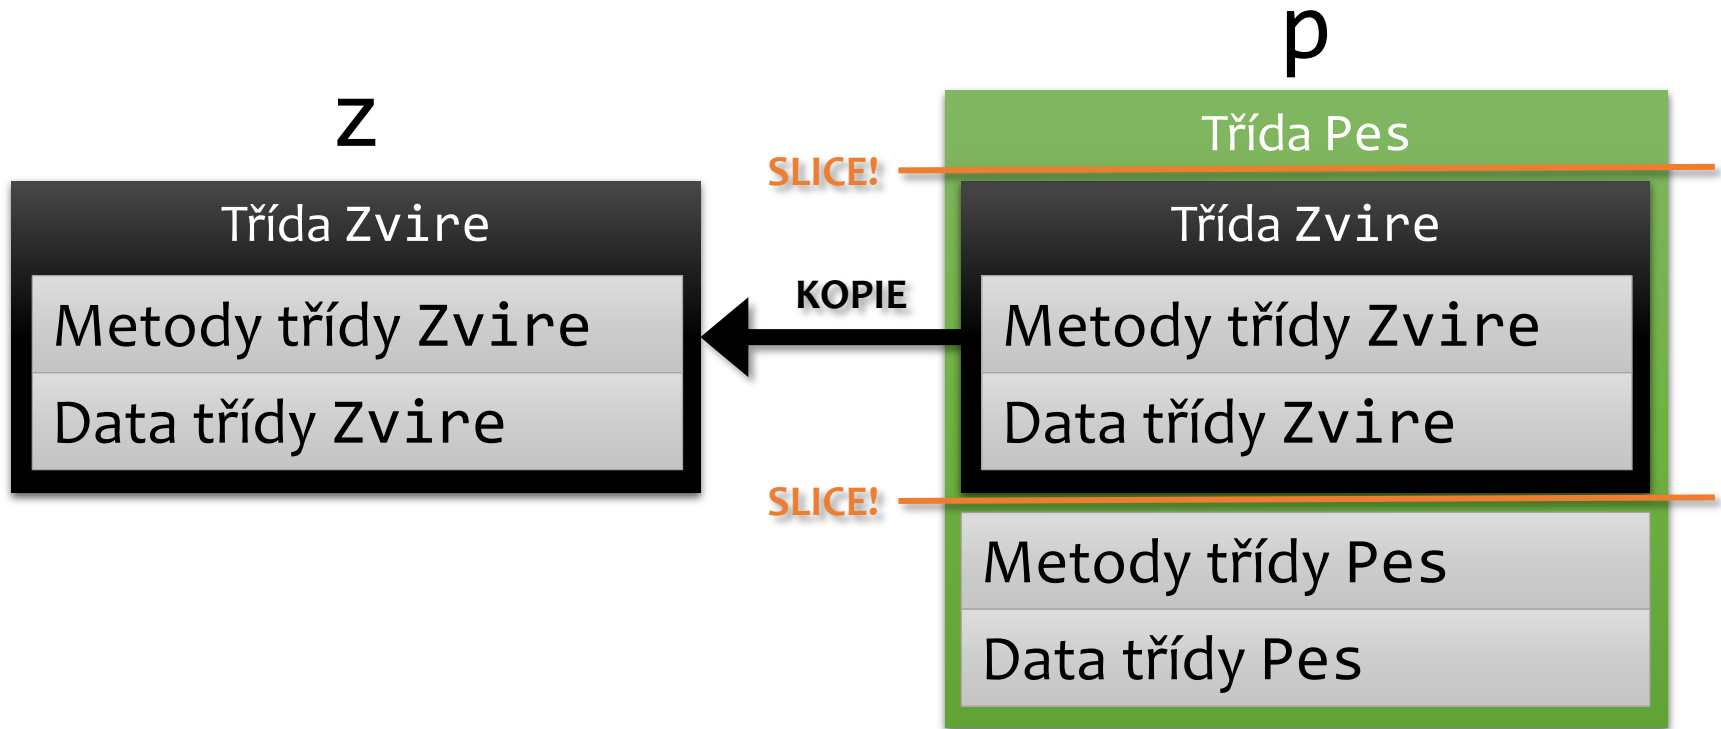 z
Třída Zvire
Metody třídy Zvire
Data třídy Zvire
KOPIE
p
Třída Pes
SLICE!
Třída Zvire
Metody třídy Zvire
Data třídy Zvire
SLICE!
Metody třídy Pes
Data třídy Pes